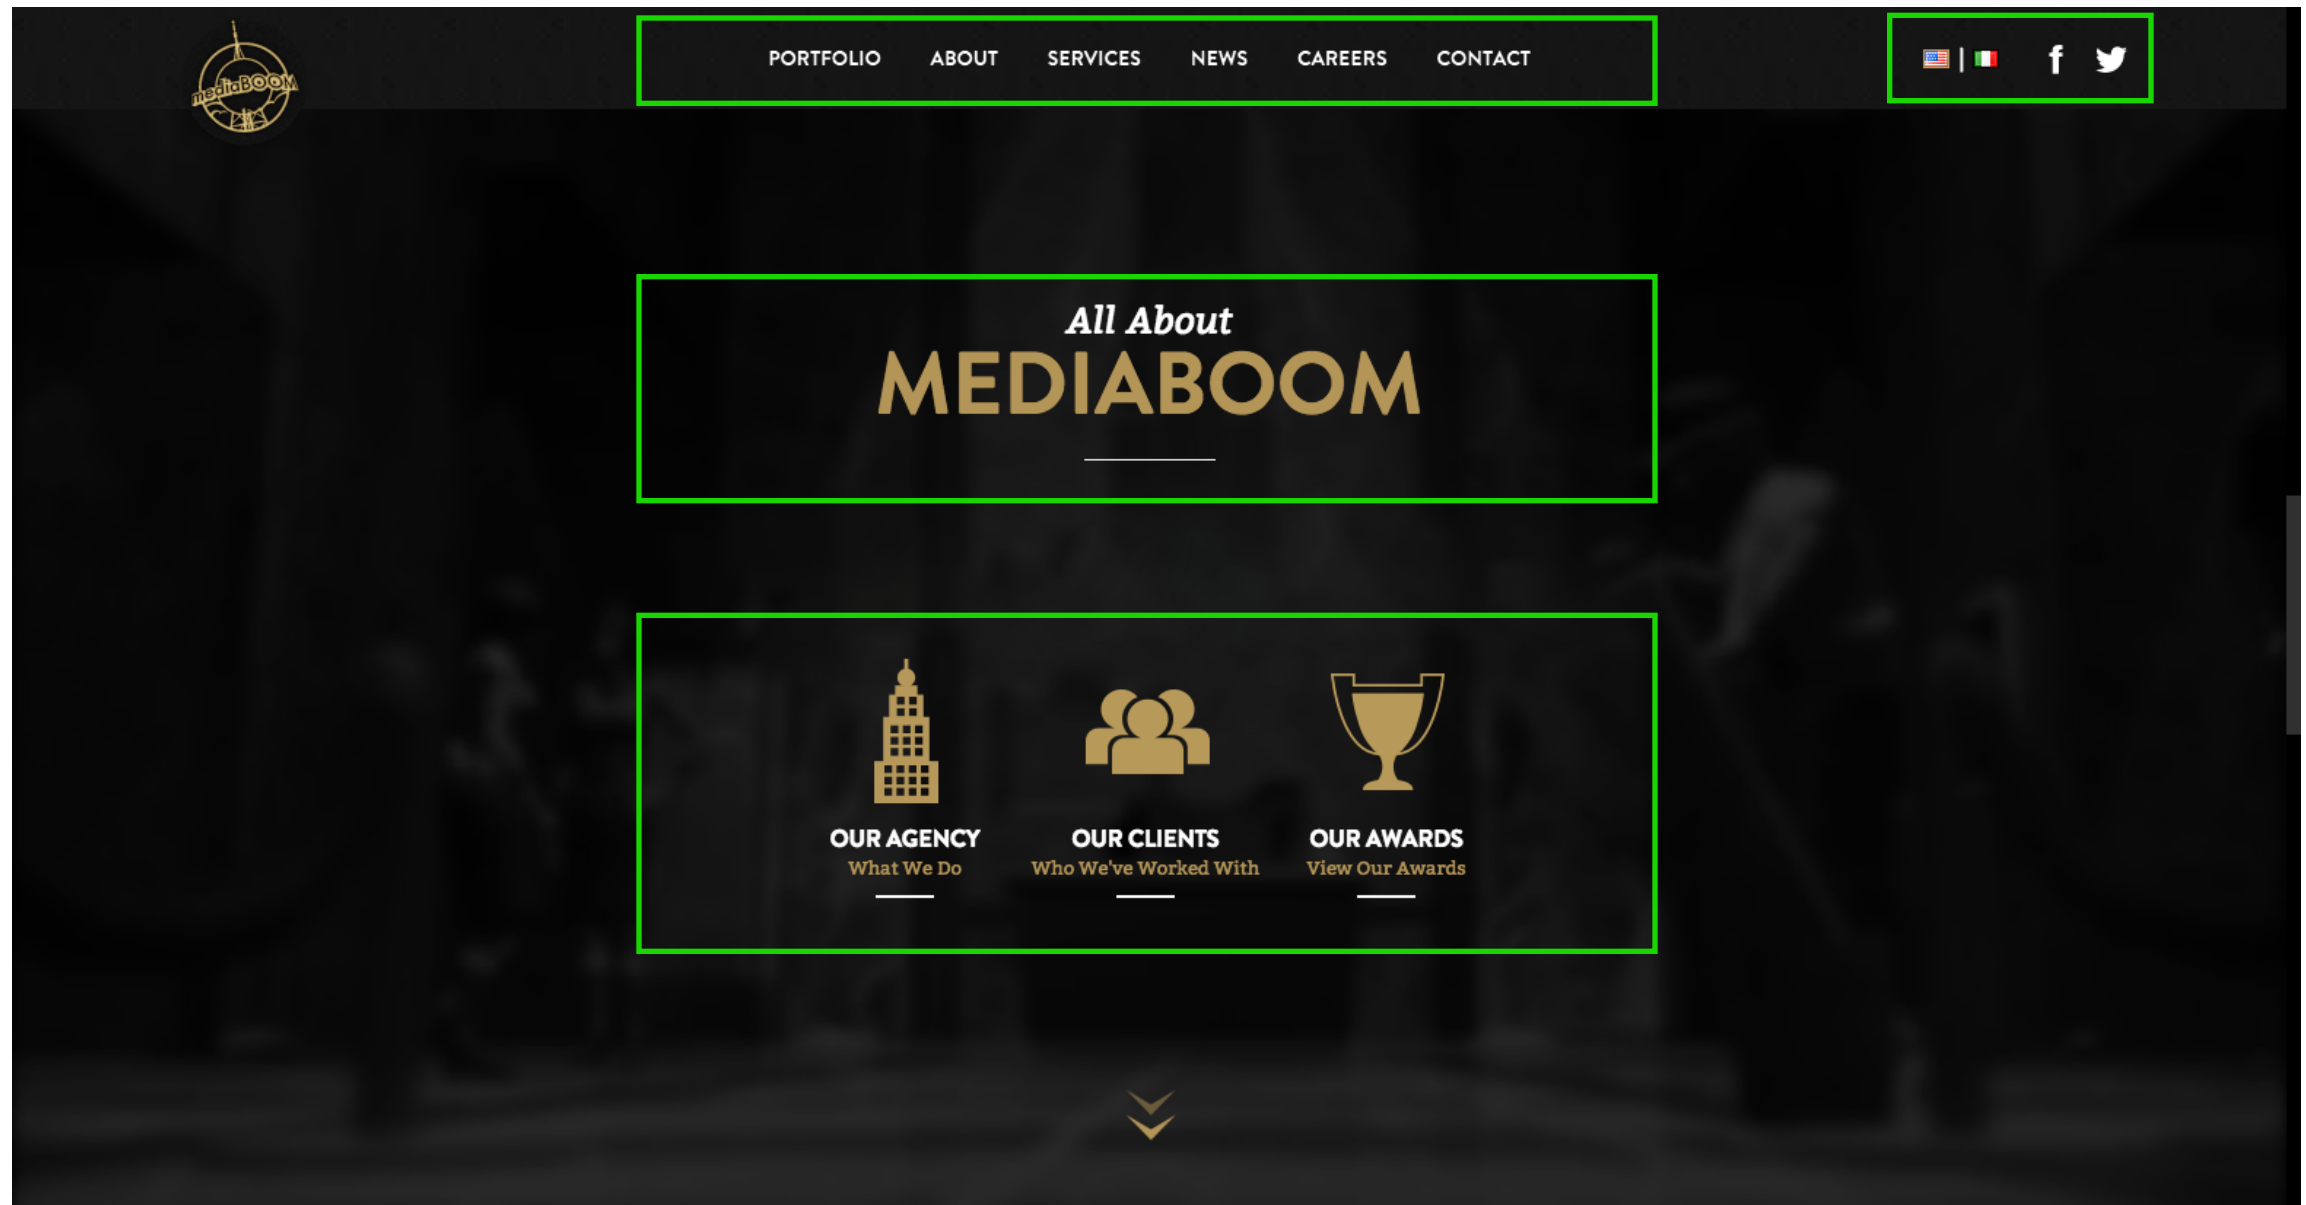 mediaBOOM
PORTFOLIO ABOUT SERVICES NEWS CAREERS CONTACT
All About
MEDIABOOM
OUR AGENCY OUR CLIENTS OUR AWARDS
What We Do Who We've Worked With View Our Awards